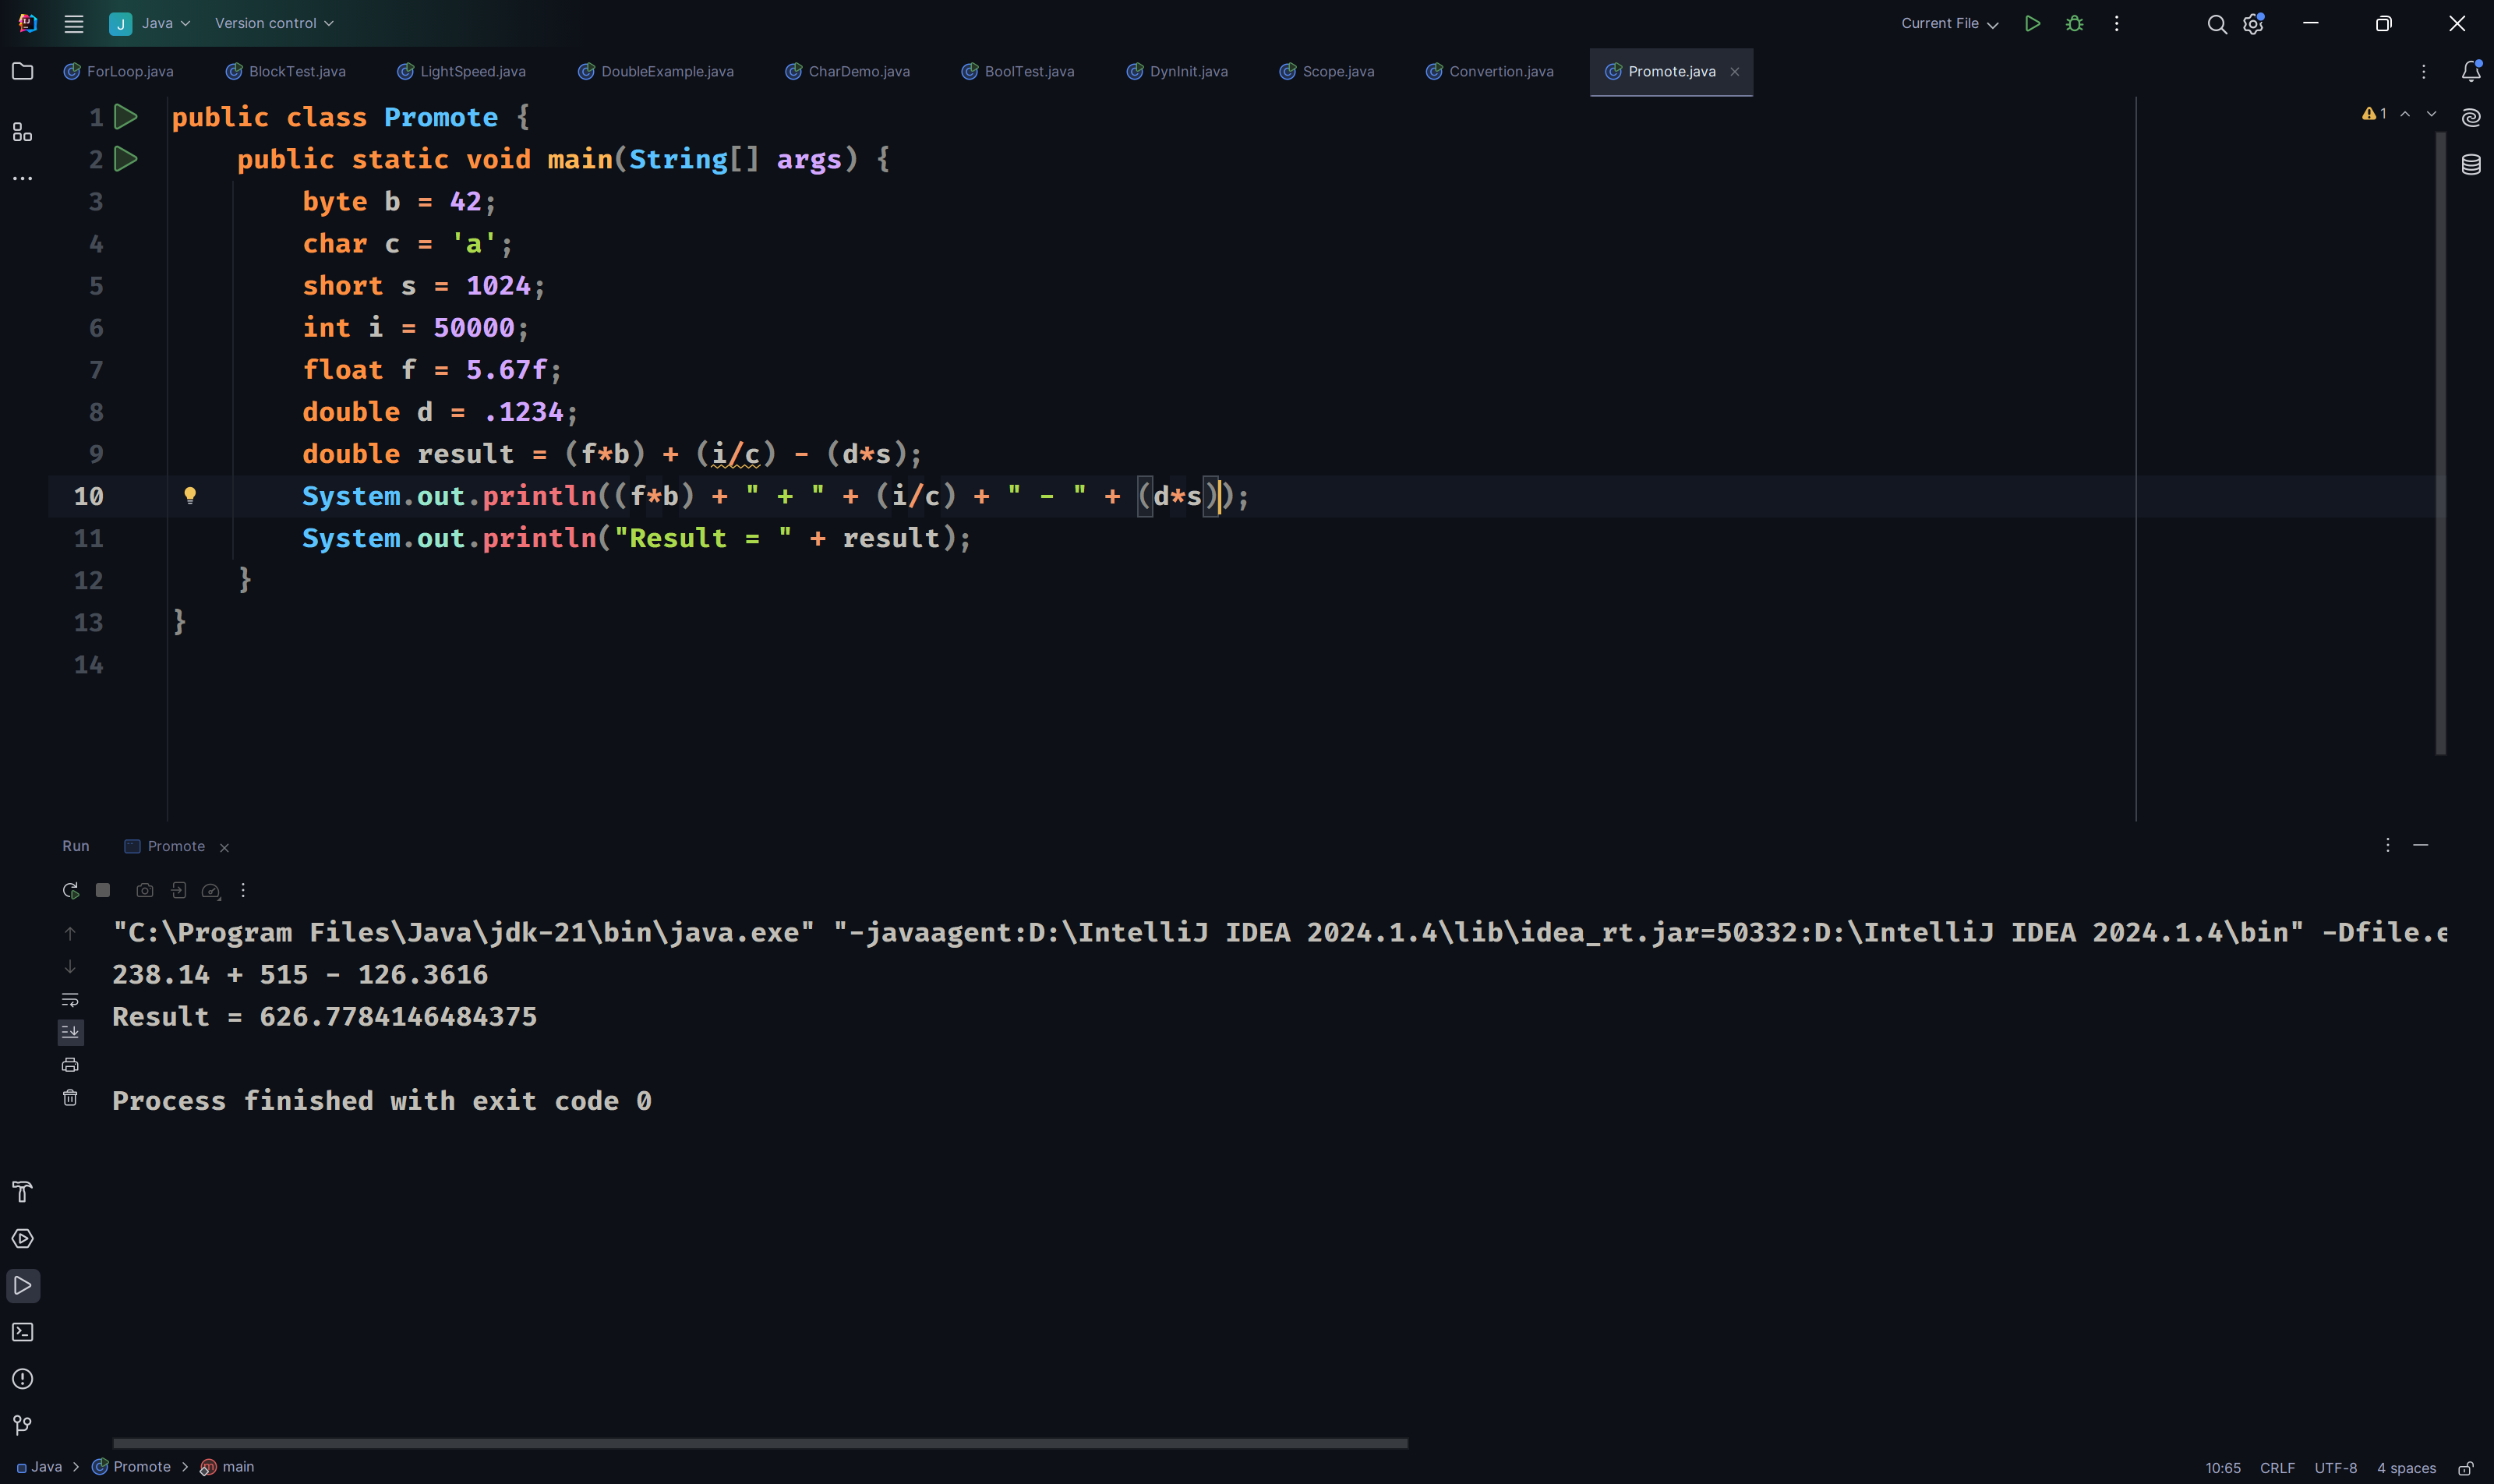 J Java Version control Current File
ForLoop.java BlockTest.java LightSpeed.java DoubleExample.java CharDemo.java BoolTest.java DynInit.java Scope.java Convertion.java Promote.java
1 public class Promote {
2 public static void main(String[] args) {
3 byte b = 42;
4 char c = 'a';
5 short s = 1024;
6 int i = 50000;
7 float f = 5.67f;
8 double d = .1234;
9 double result = (f*b) + (i/c) - (d*s);
10 System.out.println((f*b) + " + " + (i/c) + " - " + (d*s));
11 System.out.println("Result = " + result);
12 }
13 }
14
1
Run Promote
"C:\Program Files\Java\jdk-21\bin\java.exe" "-javaagent:D:\IntelliJ IDEA 2024.1.4\lib\idea_rt.jar=50332:D:\IntelliJ IDEA 2024.1.4\bin" -Dfile.e
238.14 + 515 - 126.3616
Result = 626.7784146484375
Process finished with exit code 0
Java > Promote > main 10:65 CRLF UTF-8 4 spaces